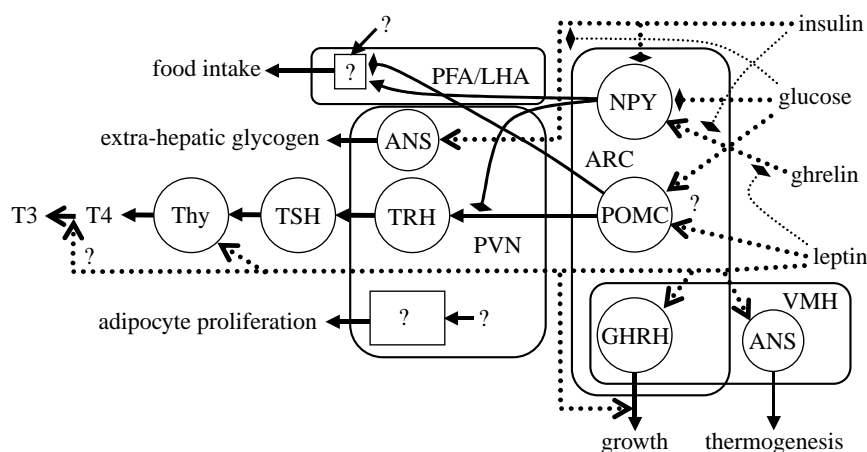 ?
insulin
food intake
?
PFA/LHA
NPY
glucose
extra-hepatic glycogen
ANS
ARC
ghrelin
T3
T4
Thy
TSH
TRH
POMC
?
?
PVN
leptin
adipocyte proliferation
?
?
VMH
GHRH
ANS
growth
thermogenesis